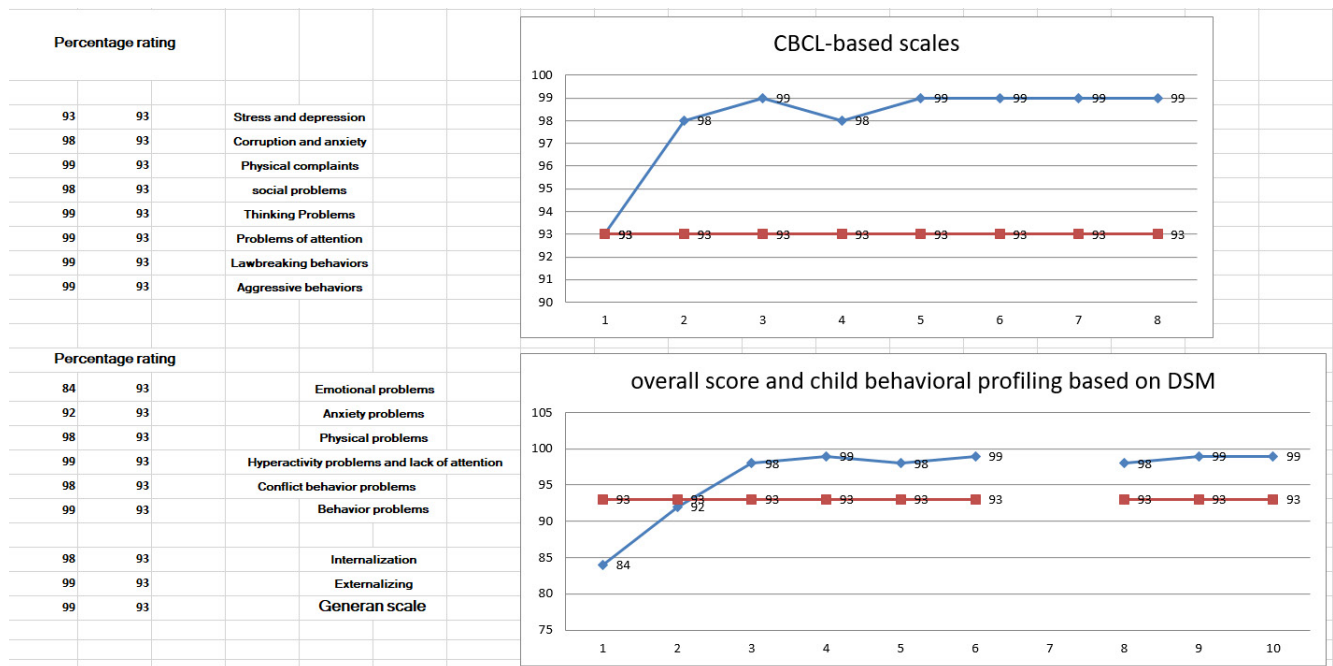 Percentage rating
93 93 Stress and depression
98 93 Corruption and anxiety
99 93 Physical complaints
98 93 social problems
99 93 Thinking Problems
99 93 Problems of attention
99 93 Lawbreaking behaviors
99 93 Aggressive behaviors
CBCL-based scales
100
99
98
97
96
95
94
93
92
91
90
93 98 99 98 99 99 99 99
93 93 93 93 93 93 93 93
1 2 3 4 5 6 7 8
Percentage rating
84 93 Emotional problems
92 93 Anxiety problems
98 93 Physical problems
99 93 Hyperactivity problems and lack of attention
98 93 Conflict behavior problems
99 93 Behavior problems
98 93 Internalization
99 93 Externalizing
99 93 Generan scale
overall score and child behavioral profiling based on DSM
105
100
95
90
85
80
75
84 92 98 99 98 99 98 99 99
93 93 93 93 93 93 93 93 93
1 2 3 4 5 6 7 8 9 10